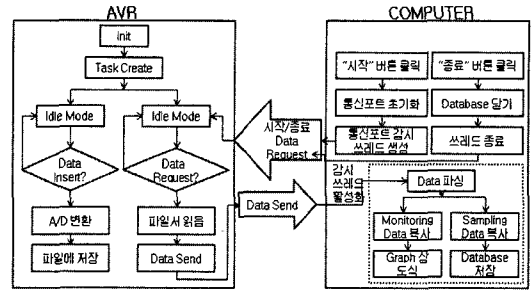 AVR
Init
Task Create
Idle Mode
Idle Mode
Data
Insert?
Data
Request?
A/D 변환
파일서 읽음
파일에 저장
Data Send
시작/종료
Data
Request
Data Send
COMPUTER
"시작" 버튼 클릭
"종료" 버튼 클릭
통신포트 초기화
Database 닫기
통신포트 감시
쓰레드 생성
쓰레드 종료
감시
쓰레드
활성화
Data 파싱
Monitoring
Data 복사
Sampling
Data 복사
Graph 상
도식
Database
저장